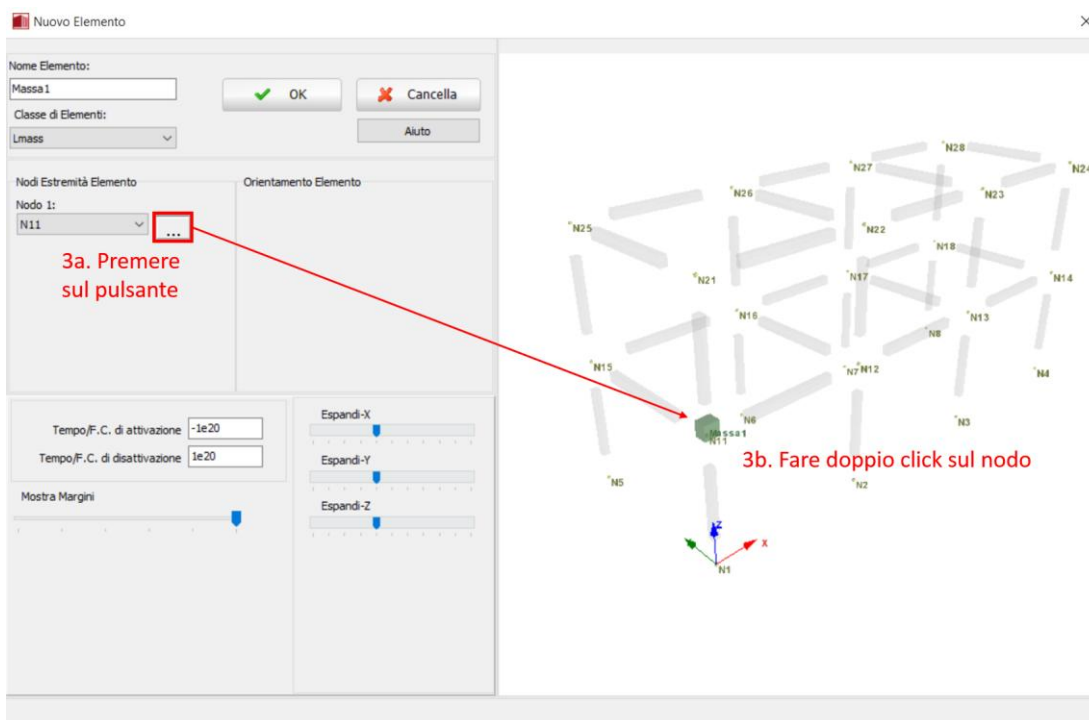 Nuovo Elemento
Nome Elemento:
Massa1
OK
Cancella
Classe di Elementi:
Lmass
Aiuto
Nodi Estremità Elemento
Orientamento Elemento
Nodo 1:
N11
...
3a. Premere
sul pulsante
Tempo/F.C. di attivazione
-1e20
Tempo/F.C. di disattivazione
1e20
Mostra Margini
Espandi-X
Espandi-Y
Espandi-Z
N28
N27
N24
N26
N23
N25
N22
N18
N21
N17
N14
N16
N13
N8
N15
N7
N12
N4
N6
N3
Massa1
N11
3b. Fare doppio click sul nodo
N5
N2
Z
X
N1